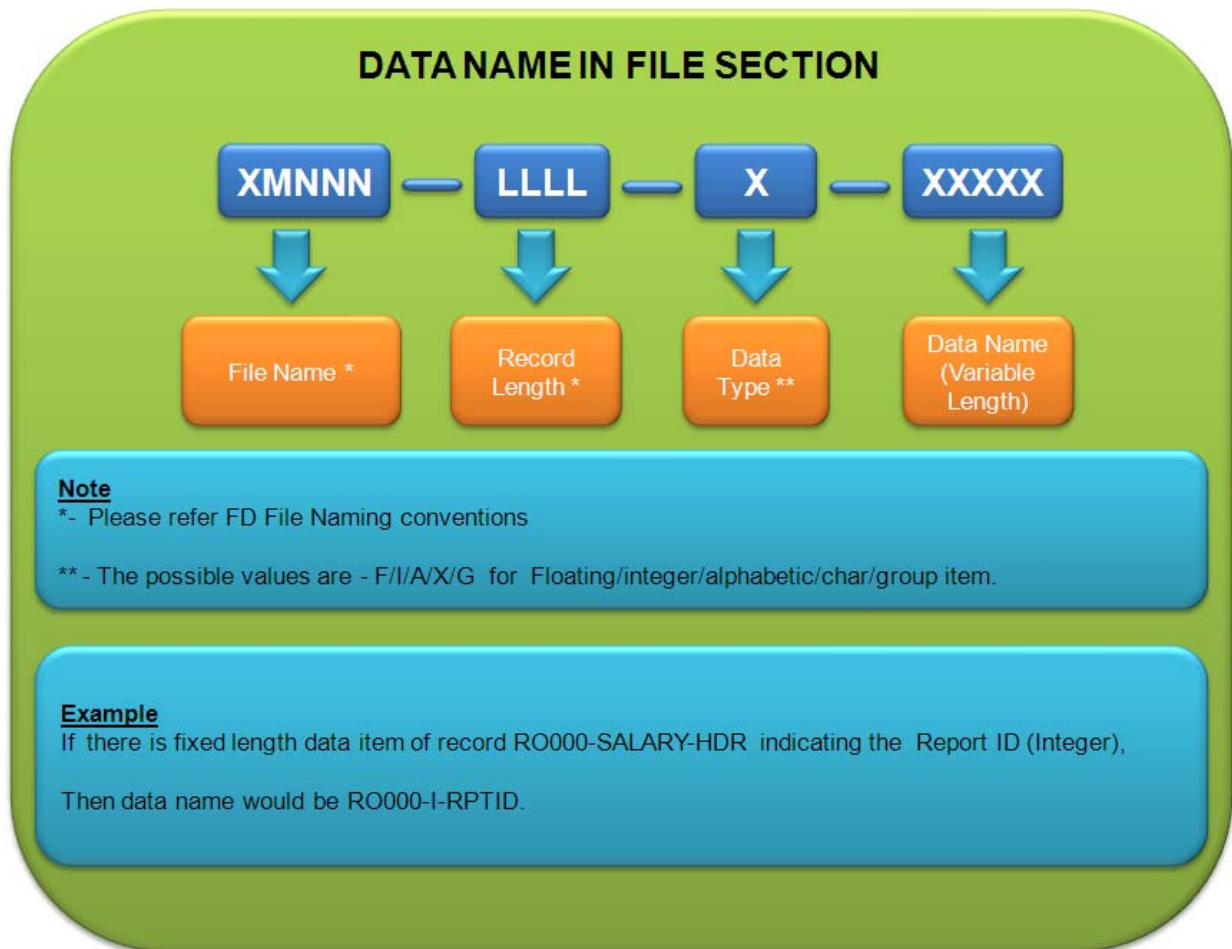 DATA NAME IN FILE SECTION
XMNNN
LLLL
X
XXXXX
File Name *
Record
Length *
Data
Type **
Data Name
(Variable
Length)
Note
*- Please refer FD File Naming conventions
** - The possible values are - F/I/A/X/G for Floating/integer/alphabetic/char/group item.
Example
If there is fixed length data item of record RO000-SALARY-HDR indicating the Report ID (Integer),
Then data name would be RO000-I-RPTID.